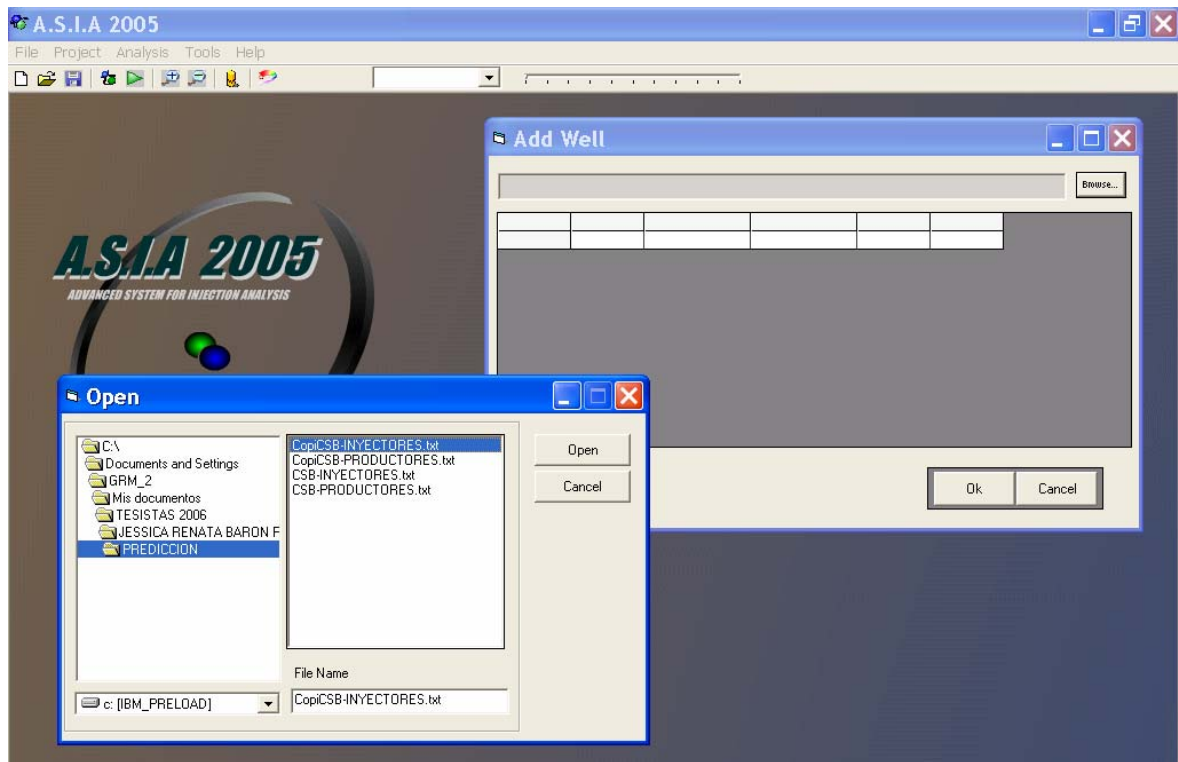 A.S.I.A 2005
File Project Analysis Tools Help
Add Well
Browse...
A.S.I.A 2005
ADVANCED SYSTEM FOR INJECTION ANALYSIS
Ok Cancel
Open
C:\
Documents and Settings
GRM_2
Mis documentos
TESISTAS 2006
JESSICA RENATA BARON F
PREDICCION
CopiCSB-INYECTORES.txt
CopiCSB-PRODUCTORES.txt
CSB-INYECTORES.txt
CSB-PRODUCTORES.txt
Open
Cancel
File Name
c: [IBM_PRELOAD]
CopiCSB-INYECTORES.txt